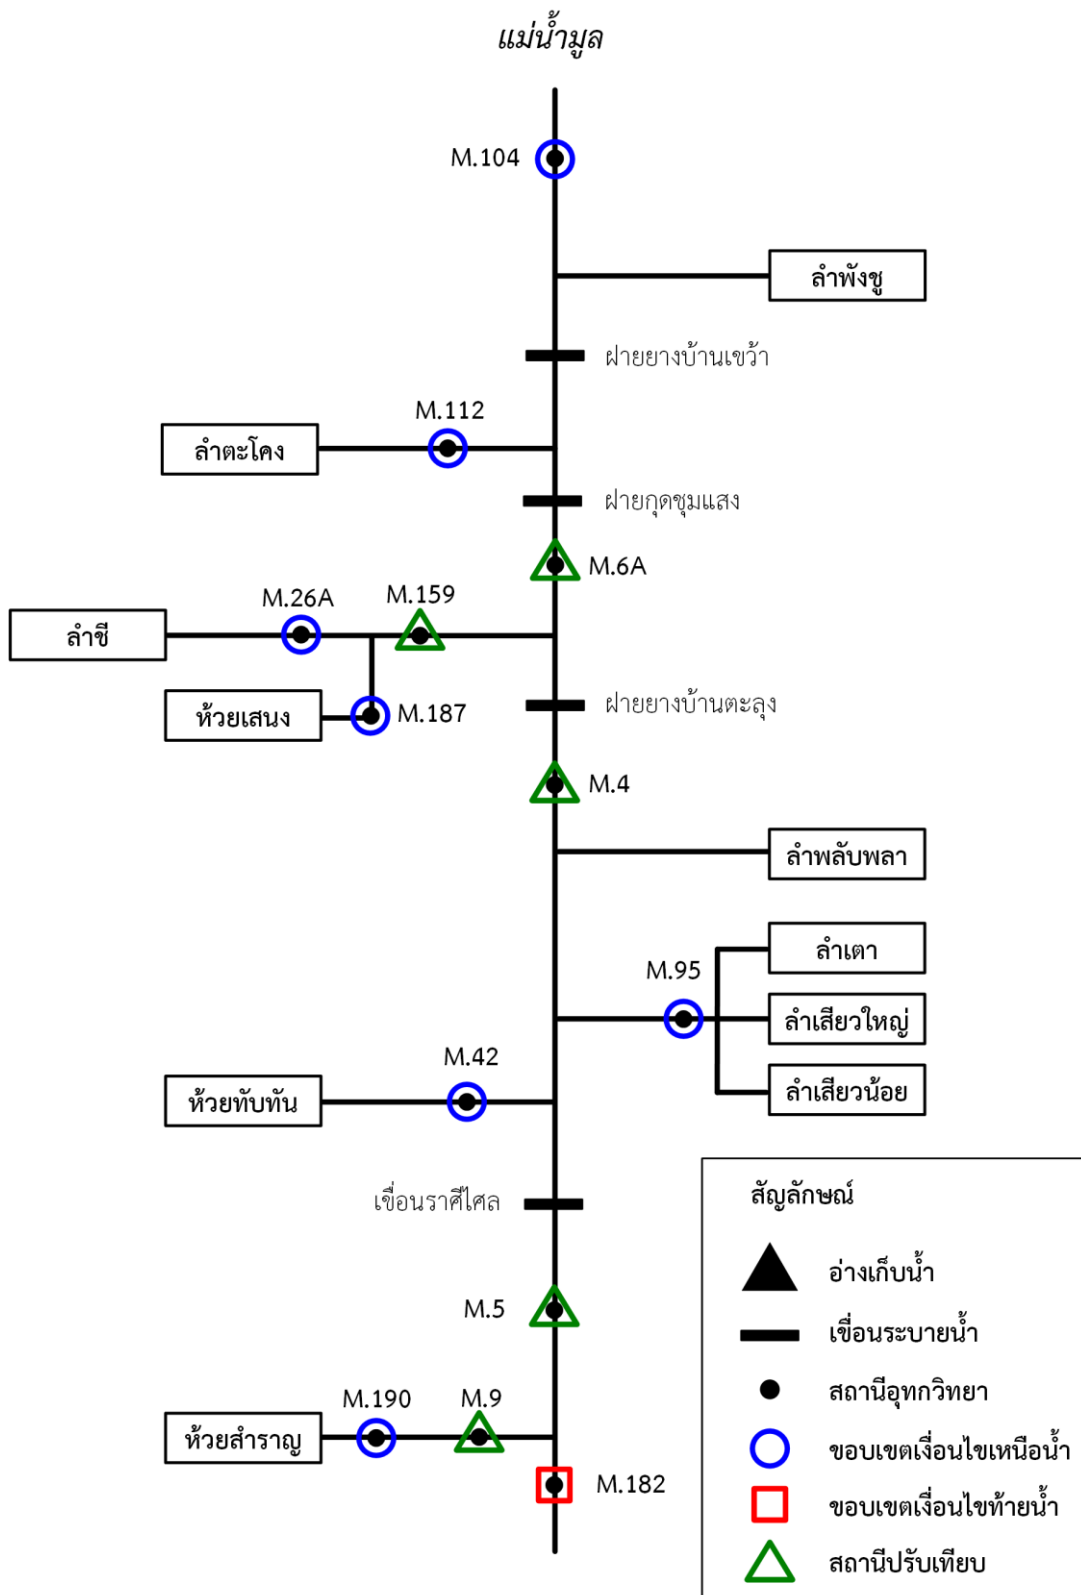 แม่น้ำมูล
M.104
ลำพังชู
ฝายยางบ้านเขว้า
M.112
ลำตะโคง
ฝายกุดชุมแสง
M.6A
M.26A
M.159
ลำชี
ห้วยเสนง
M.187
ฝายยางบ้านตะลุง
M.4
ลำพลับพลา
ลำเตา
M.95
ลำเสียวใหญ่
M.42
ห้วยทับทัน
ลำเสียวน้อย
เขื่อนราศีไศล
M.5
M.190
M.9
ห้วยสำราญ
M.182
สัญลักษณ์
อ่างเก็บน้ำ
เขื่อนระบายน้ำ
สถานีอุทกวิทยา
ขอบเขตเงื่อนไขเหนือน้ำ
ขอบเขตเงื่อนไขท้ายน้ำ
สถานีปรับเทียบ